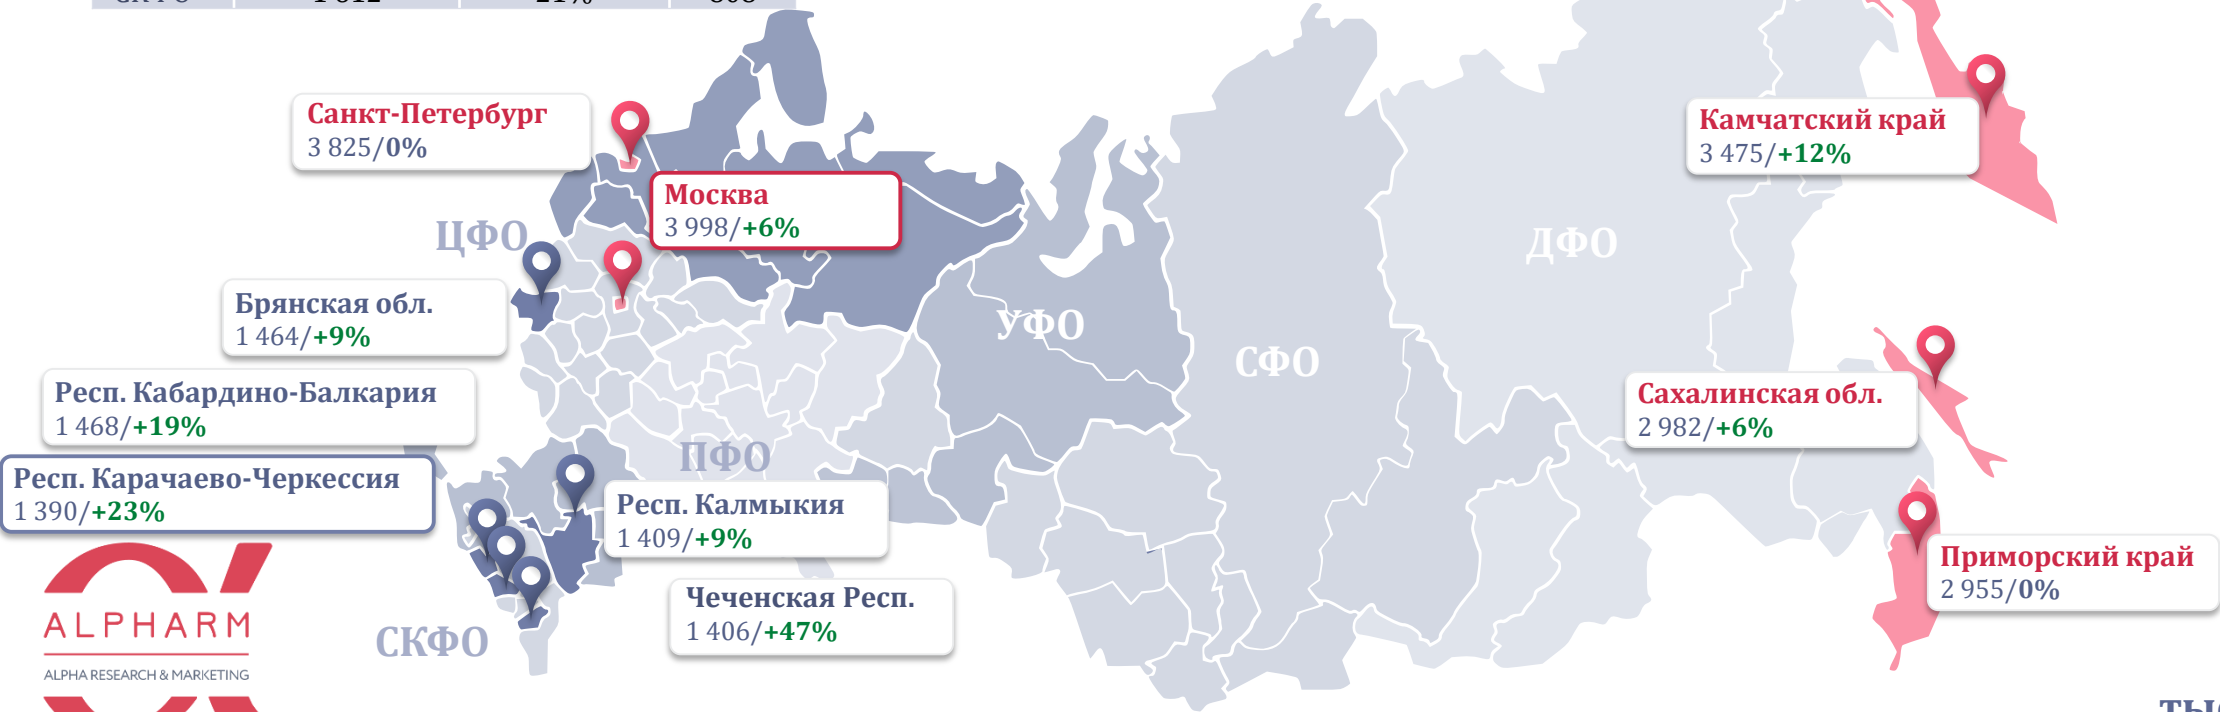 Санкт-Петербург
3 825/0%
Камчатский край
3 475/+12%
Москва
3 998/+6%
ЦФО
ДФО
Брянская обл.
1 464/+9%
УФО
СФО
Респ. Кабардино-Балкария
1 468/+19%
Сахалинская обл.
2 982/+6%
ПФО
Респ. Карачаево-Черкессия
1 390/+23%
Респ. Калмыкия
1 409/+9%
Приморский край
2 955/0%
Чеченская Респ.
1 406/+47%
СКФО
ALPHARM
ALPHA RESEARCH & MARKETING